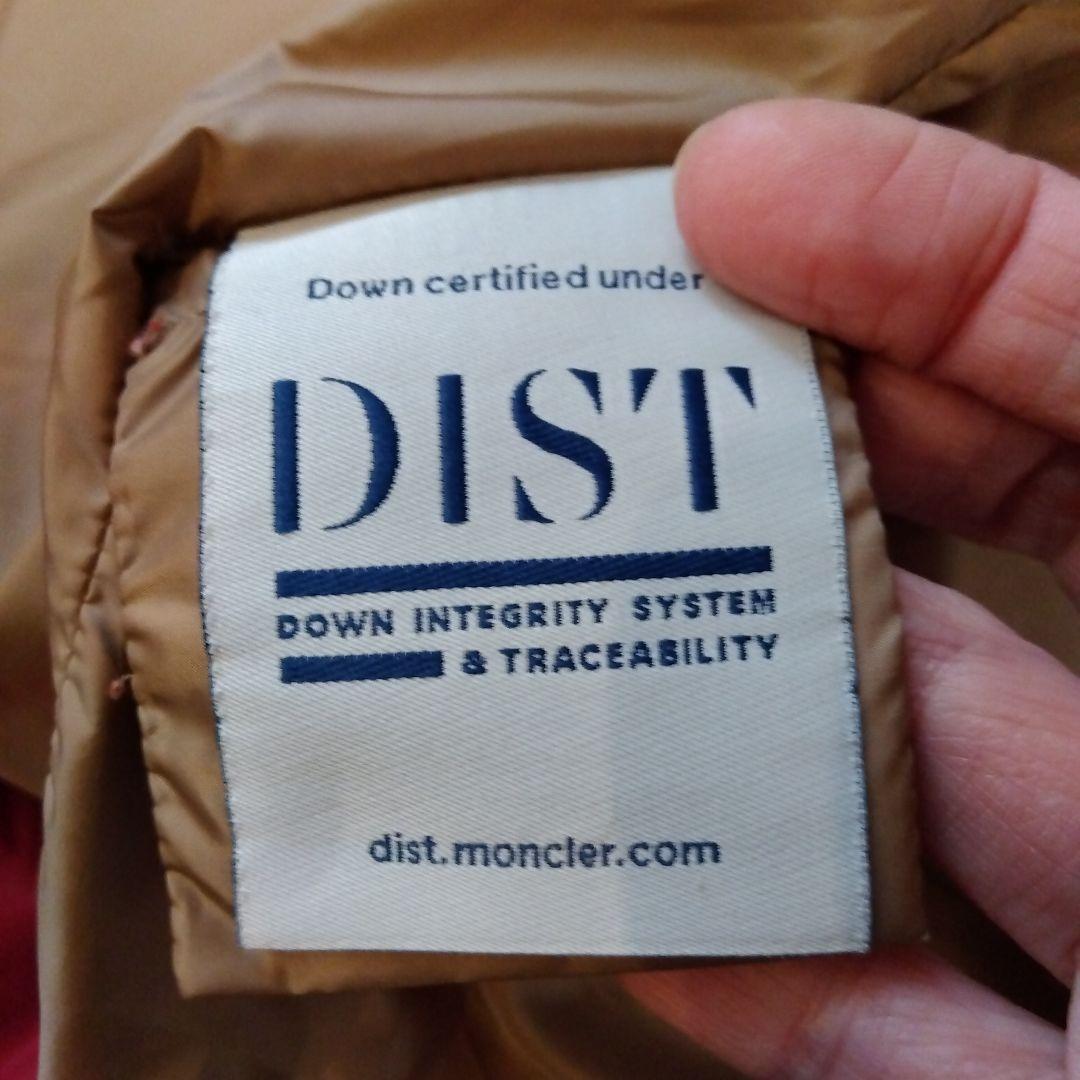 Down certified under
DIST
DOWN INTEGRITY SYSTEM
& TRACEABILITY
dist.moncler.com